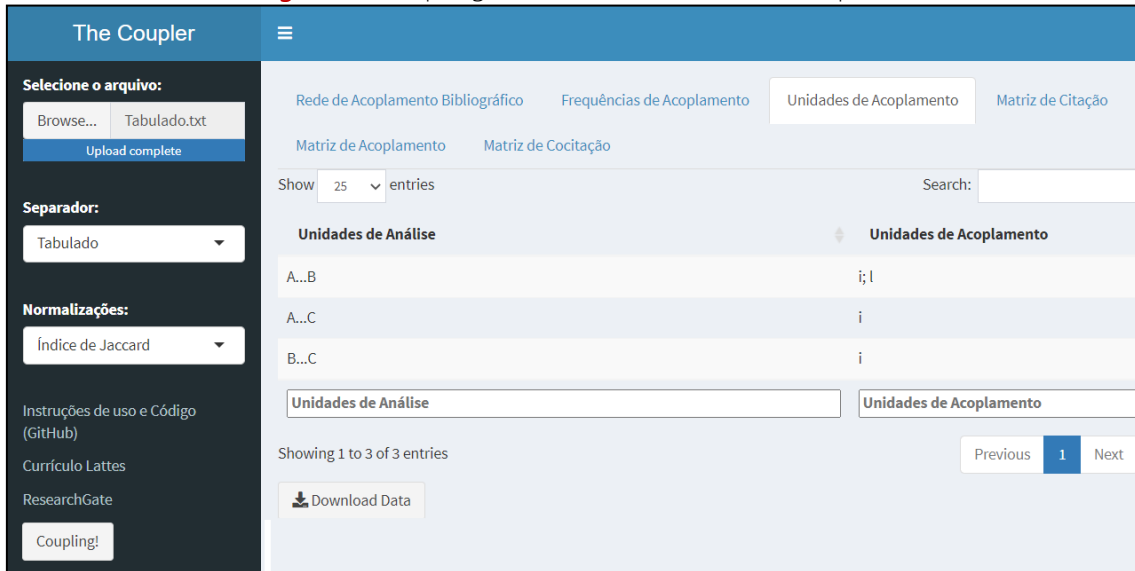 The Coupler
Selecione o arquivo:
Browse... Tabulado.txt
Upload complete
Separador:
Tabulado
Normalizações:
Índice de Jaccard
Instruções de uso e Código
(GitHub)
Currículo Lattes
ResearchGate
Coupling!
Rede de Acoplamento Bibliográfico Frequências de Acoplamento Unidades de Acoplamento Matriz de Citação
Matriz de Acoplamento Matriz de Cocitação
Show 25 entries Search:
Unidades de Análise Unidades de Acoplamento
A...B i; l
A...C i
B...C i
Unidades de Análise Unidades de Acoplamento
Showing 1 to 3 of 3 entries
Previous 1 Next
Download Data